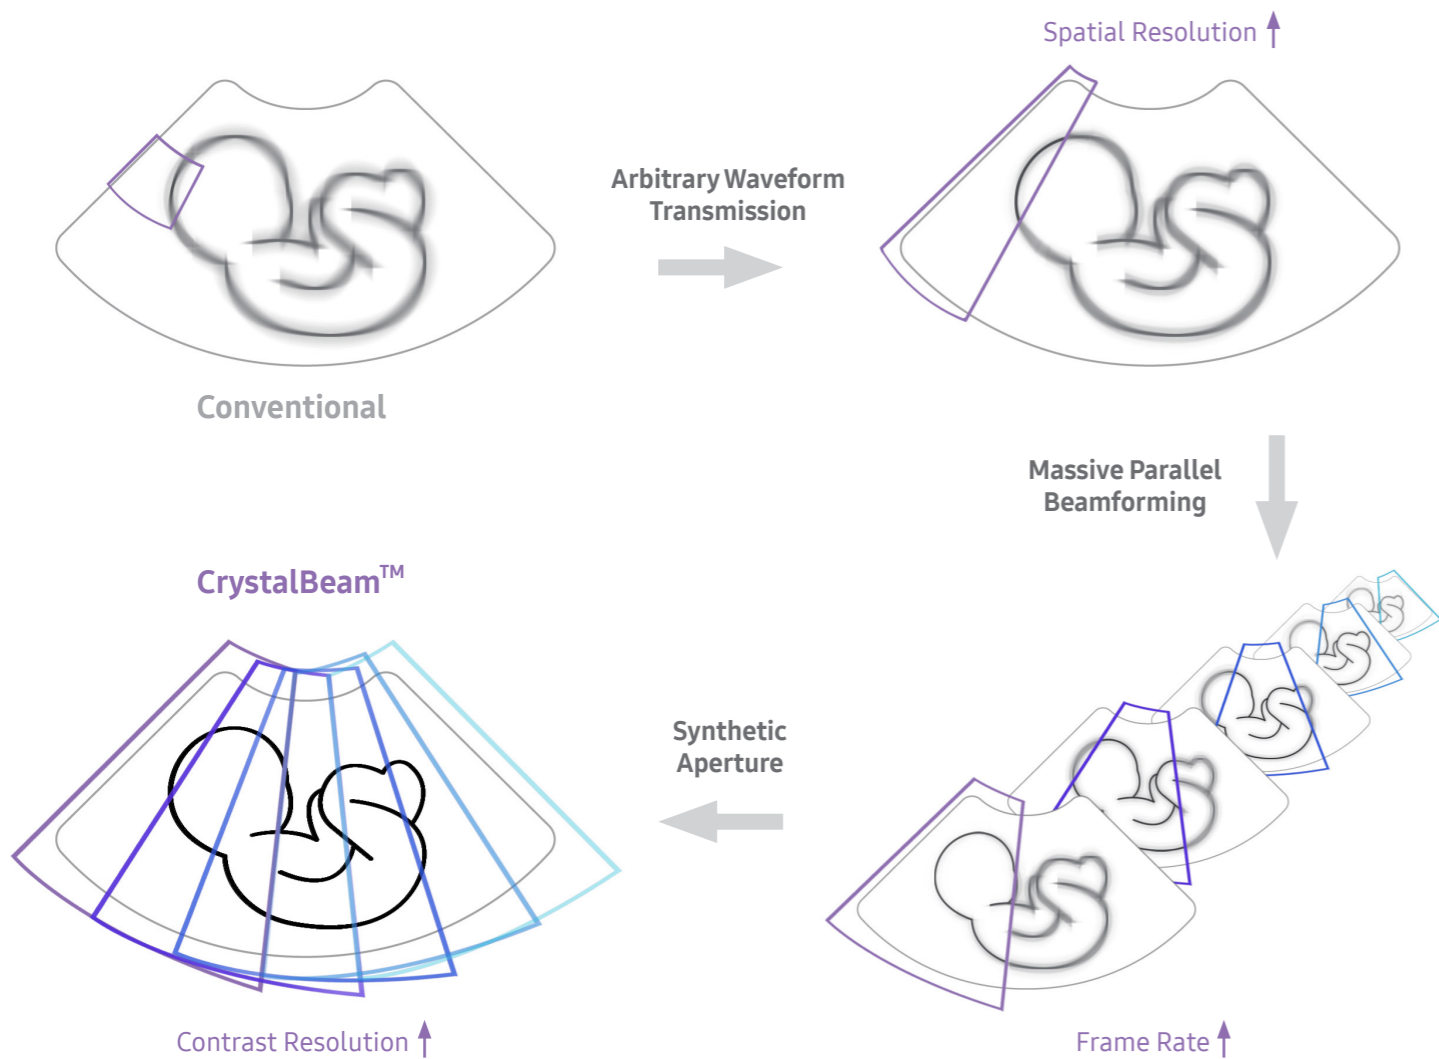 Spatial Resolution
Arbitrary Waveform
Transmission
Conventional
Massive Parallel
Beamforming
CrystalBeam™
Synthetic
Aperture
Contrast Resolution
Frame Rate